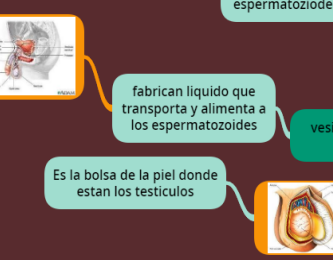 espermatozoide
fabrican liquido que
transporta y alimenta a
los espermatozoides
vesi
Es la bolsa de la piel donde
estan los testiculos